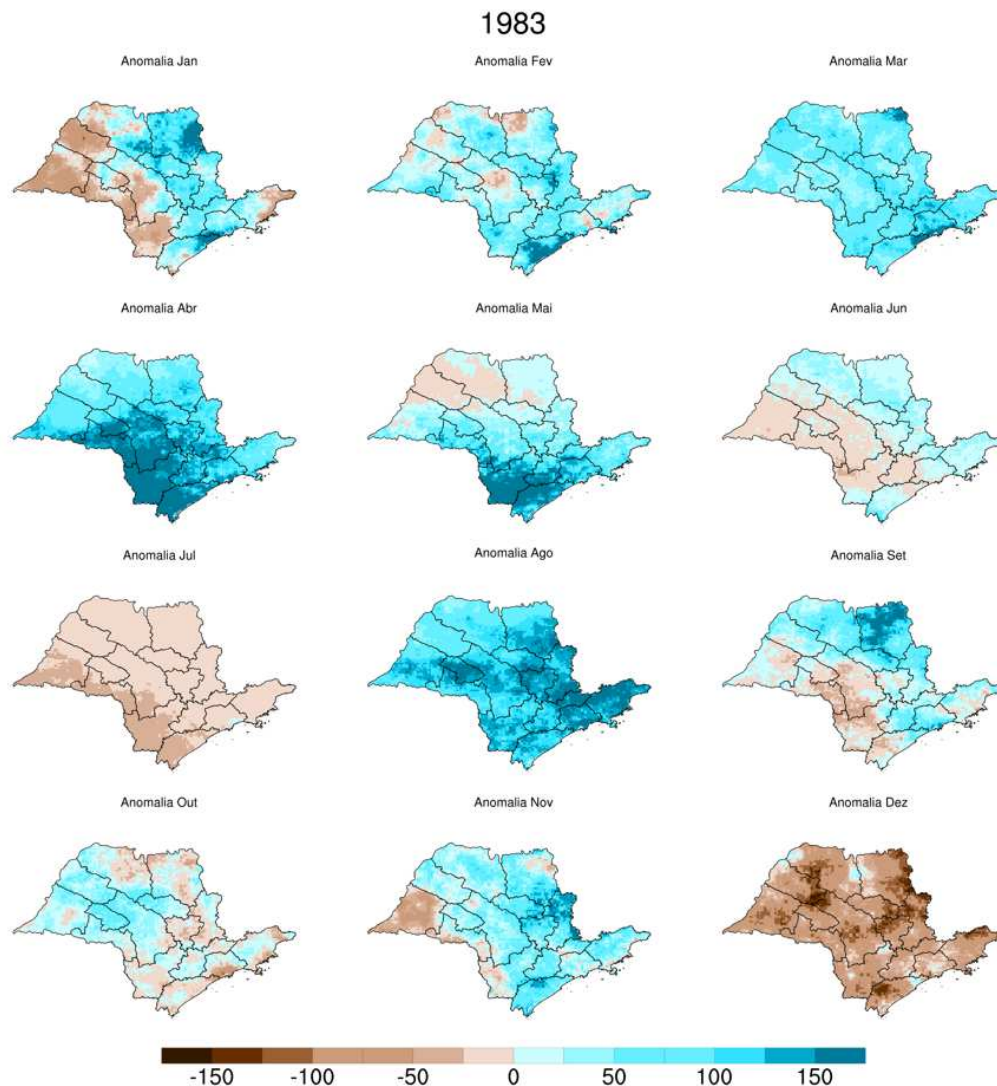 1983
Anomalia Jan
Anomalia Fev
Anomalia Mar
Anomalia Abr
Anomalia Mai
Anomalia Jun
Anomalia Jul
Anomalia Ago
Anomalia Set
Anomalia Out
Anomalia Nov
Anomalia Dez
-150 -100 -50 0 50 100 150